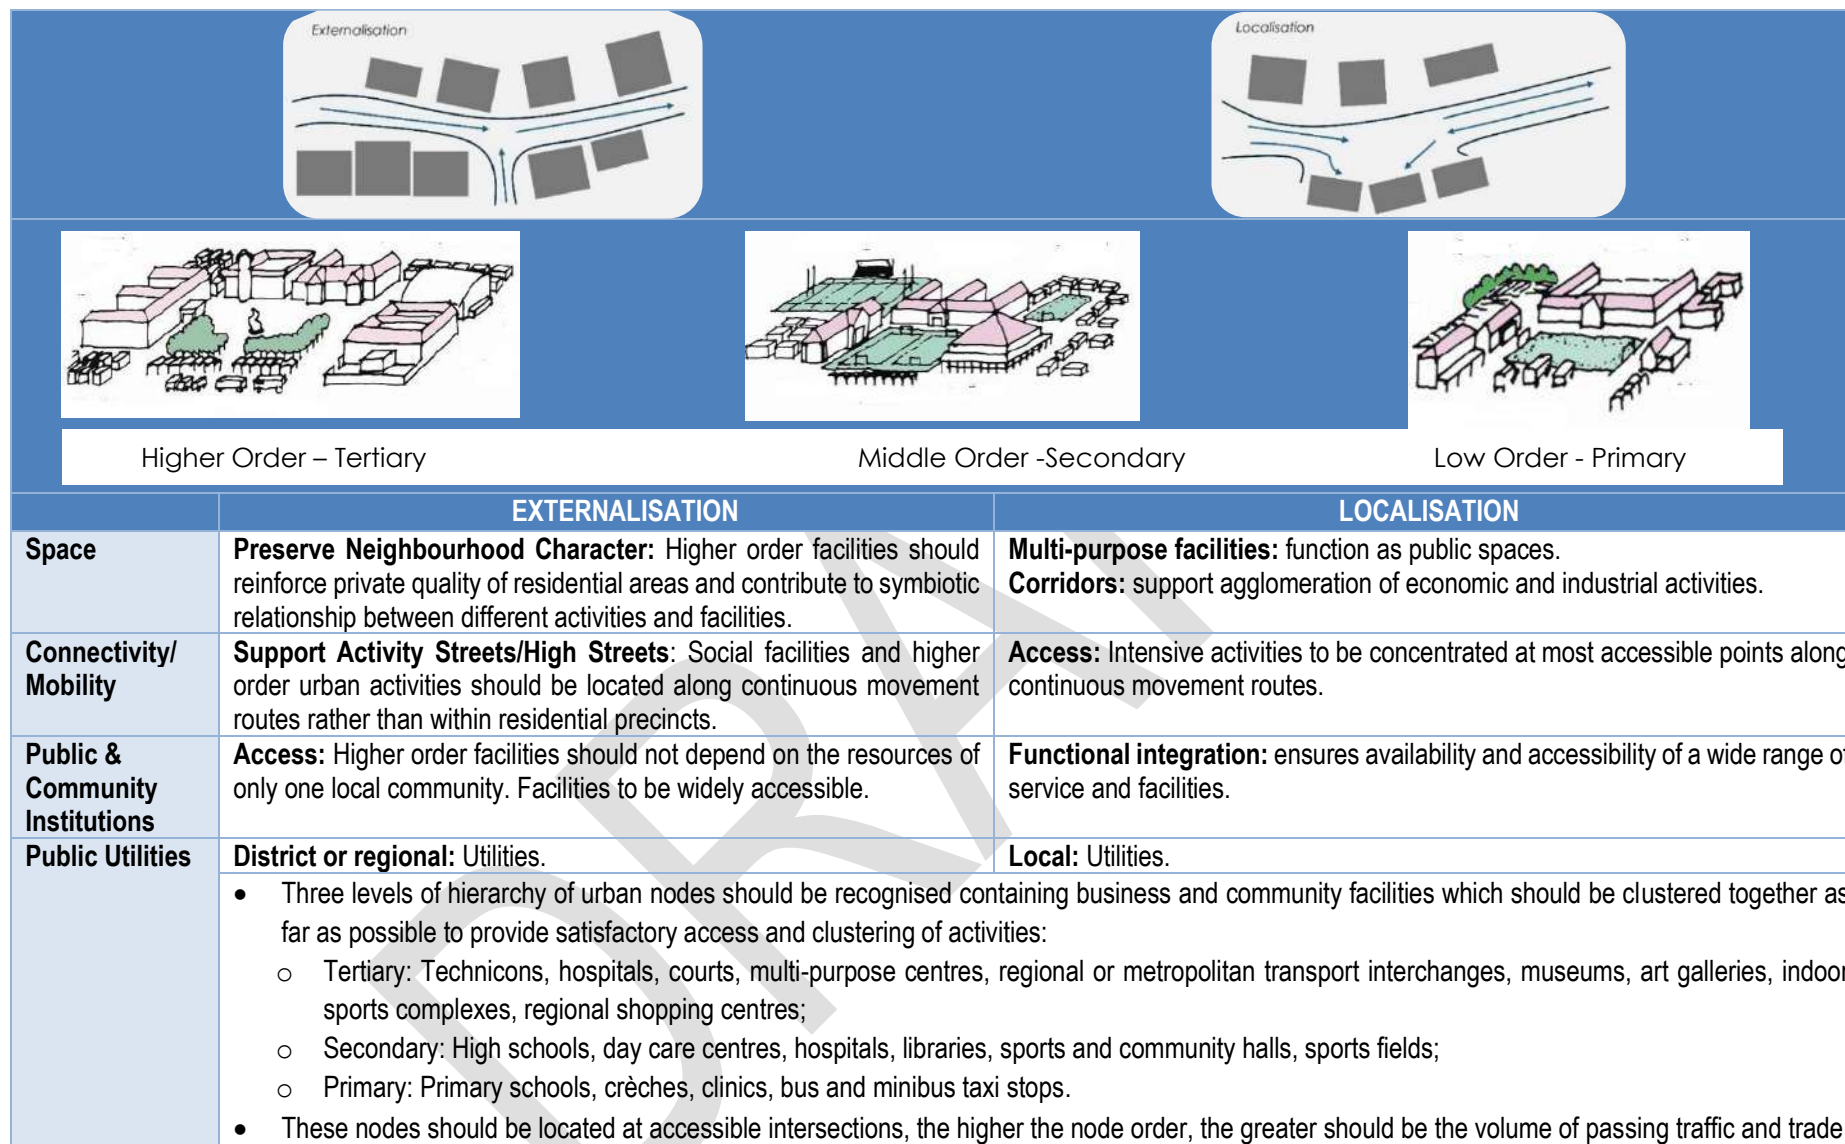 Externalisation
Localisation
Higher Order – Tertiary
Middle Order -Secondary
Low Order - Primary
EXTERNALISATION
LOCALISATION
Space
Preserve Neighbourhood Character: Higher order facilities should
reinforce private quality of residential areas and contribute to symbiotic
relationship between different activities and facilities.
Multi-purpose facilities: function as public spaces.
Corridors: support agglomeration of economic and industrial activities.
Connectivity/
Mobility
Support Activity Streets/High Streets: Social facilities and higher
order urban activities should be located along continuous movement
routes rather than within residential precincts.
Access: Intensive activities to be concentrated at most accessible points along
continuous movement routes.
Public &
Community
Institutions
Access: Higher order facilities should not depend on the resources of
only one local community. Facilities to be widely accessible.
Functional integration: ensures availability and accessibility of a wide range of
service and facilities.
Public Utilities
District or regional: Utilities.
Local: Utilities.
• Three levels of hierarchy of urban nodes should be recognised containing business and community facilities which should be clustered together as
far as possible to provide satisfactory access and clustering of activities:
o Tertiary: Technicons, hospitals, courts, multi-purpose centres, regional or metropolitan transport interchanges, museums, art galleries, indoor
sports complexes, regional shopping centres;
o Secondary: High schools, day care centres, hospitals, libraries, sports and community halls, sports fields;
o Primary: Primary schools, crèches, clinics, bus and minibus taxi stops.
• These nodes should be located at accessible intersections, the higher the node order, the greater should be the volume of passing traffic and trade